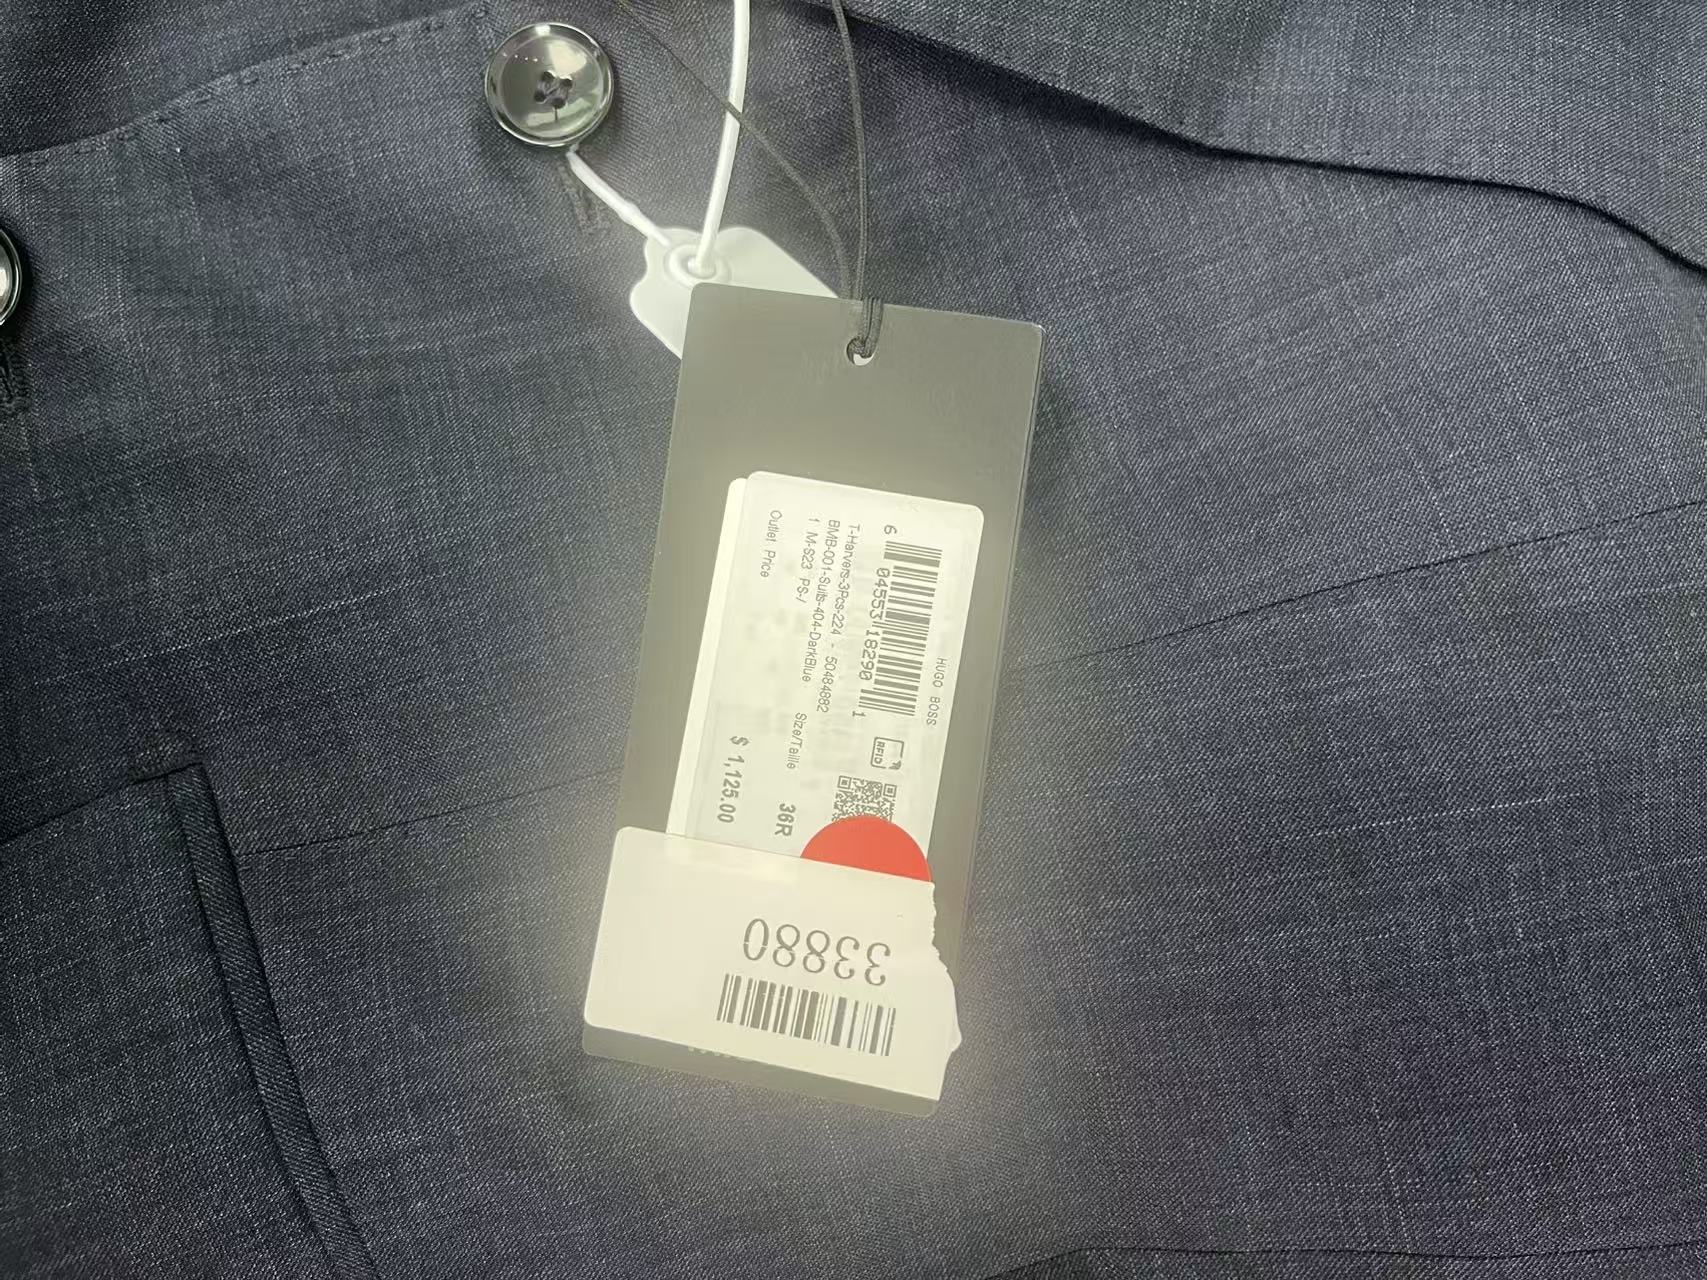 HUGO BOSS
6 04553 18290 1
RFID
T-Harvers-3Pcs-224 - 50484882
BMB-001-Suits-404-DarkBlue
1 M-S23 PS-/
Size/Taille 36R
Outlet Price $ 1,125.00
33880